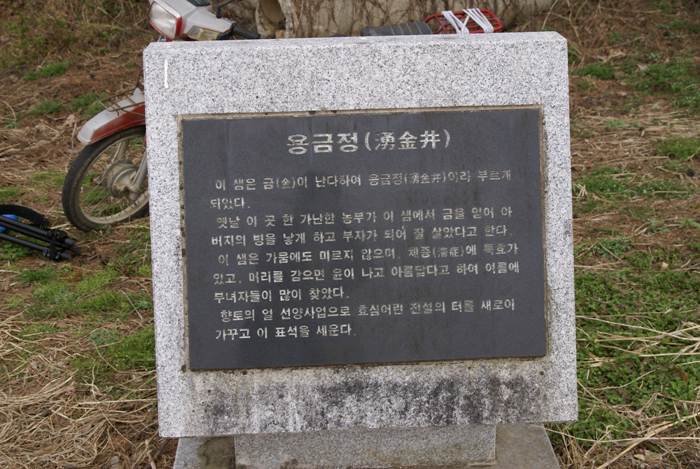 용금정(湧金井)
이 샘은 금(金)이 난다하여 용금정(湧金井)이라 부르게
되었다.
옛날 이 곳 한 가난한 농부가 이 샘에서 금을 얻어 아
버지의 병을 낳게 하고 부자가 되어 잘 살았다고 한다.
이 샘은 가뭄에도 마르지 않으며, 체증(滯症)에 특효가
있고, 머리를 감으면 윤이 나고 아름답다고 하여 여름에
부녀자들이 많이 찾았다.
향토의 얼 선양사업으로 효심어린 전설의 터를 새로이
가꾸고 이 표석을 세운다.